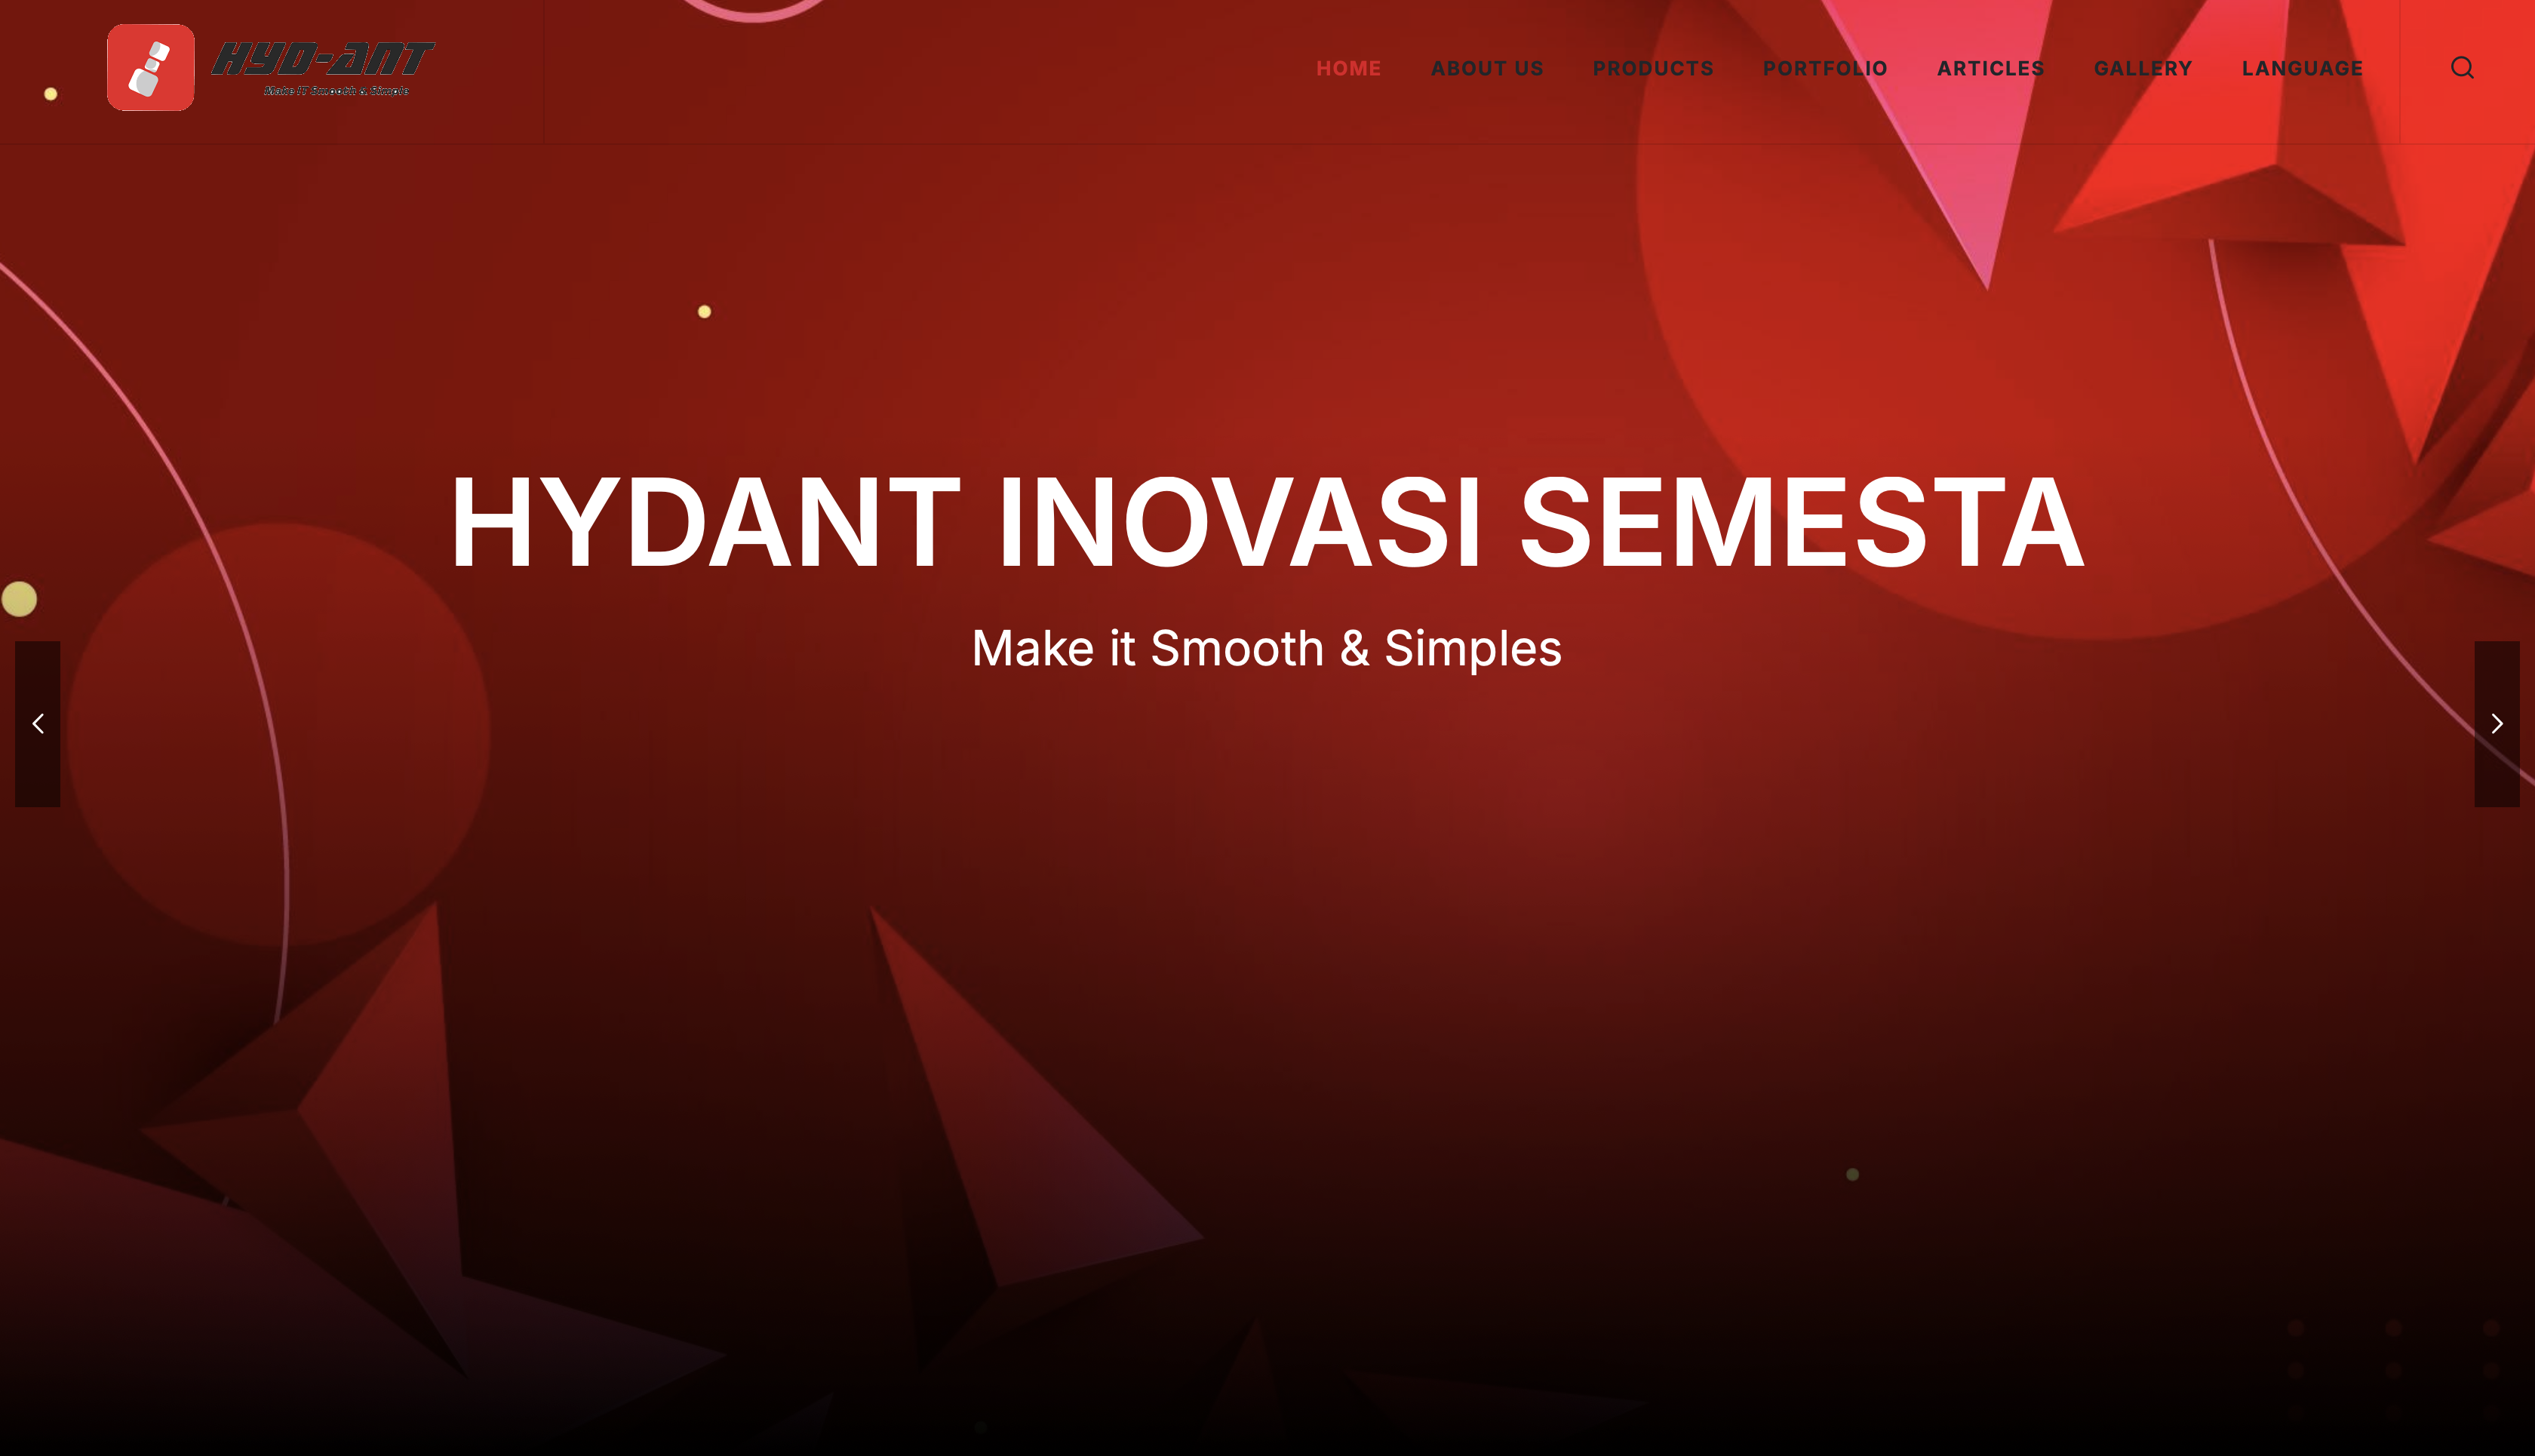 HYD-ANT
Make IT Smooth & Simple
HOME ABOUT US PRODUCTS PORTFOLIO ARTICLES GALLERY LANGUAGE
HYDANT INOVASI SEMESTA
Make it Smooth & Simples